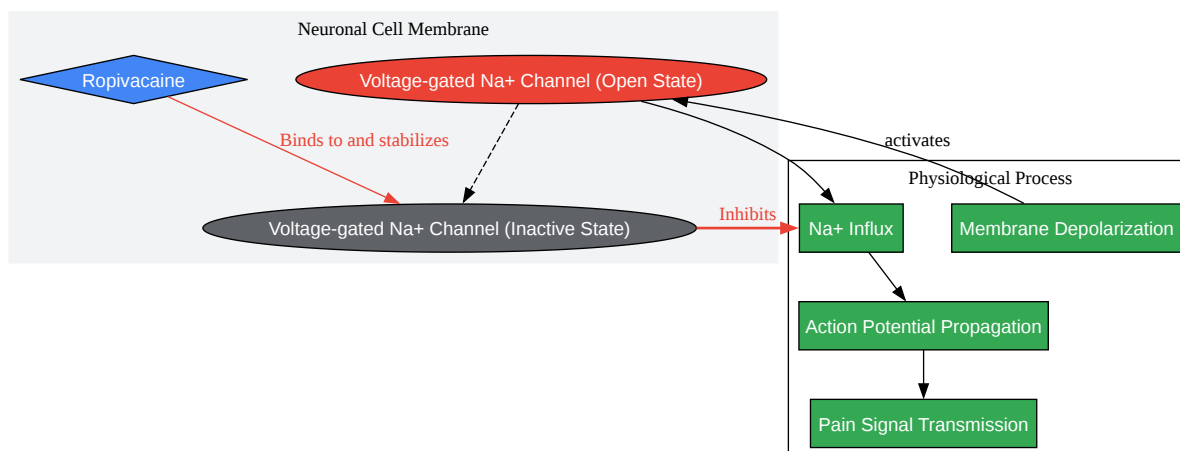 Neuronal Cell Membrane
Ropivacaine
Voltage-gated Na+ Channel (Open State)
Binds to and stabilizes
activates
Physiological Process
Voltage-gated Na+ Channel (Inactive State)
Inhibits
Na+ Influx
Membrane Depolarization
Action Potential Propagation
Pain Signal Transmission